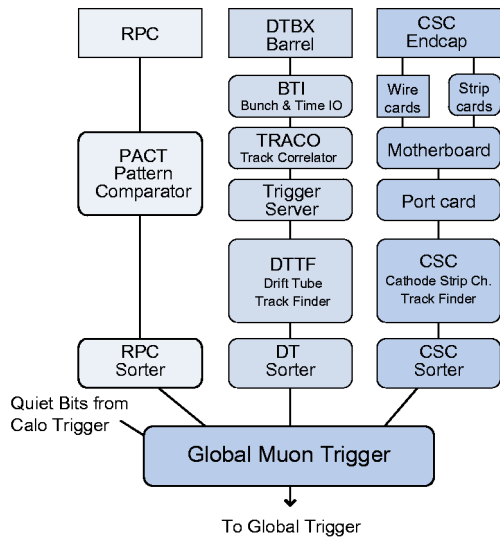 RPC
DTBX
Barrel
CSC
Endcap
BTI
Bunch & Time IO
Wire
cards
Strip
cards
PACT
Pattern
Comparator
TRACO
Track Correlator
Motherboard
Trigger
Server
Port card
DTTF
Drift Tube
Track Finder
CSC
Cathode Strip Ch.
Track Finder
RPC
Sorter
DT
Sorter
CSC
Sorter
Quiet Bits from
Calo Trigger
Global Muon Trigger
To Global Trigger